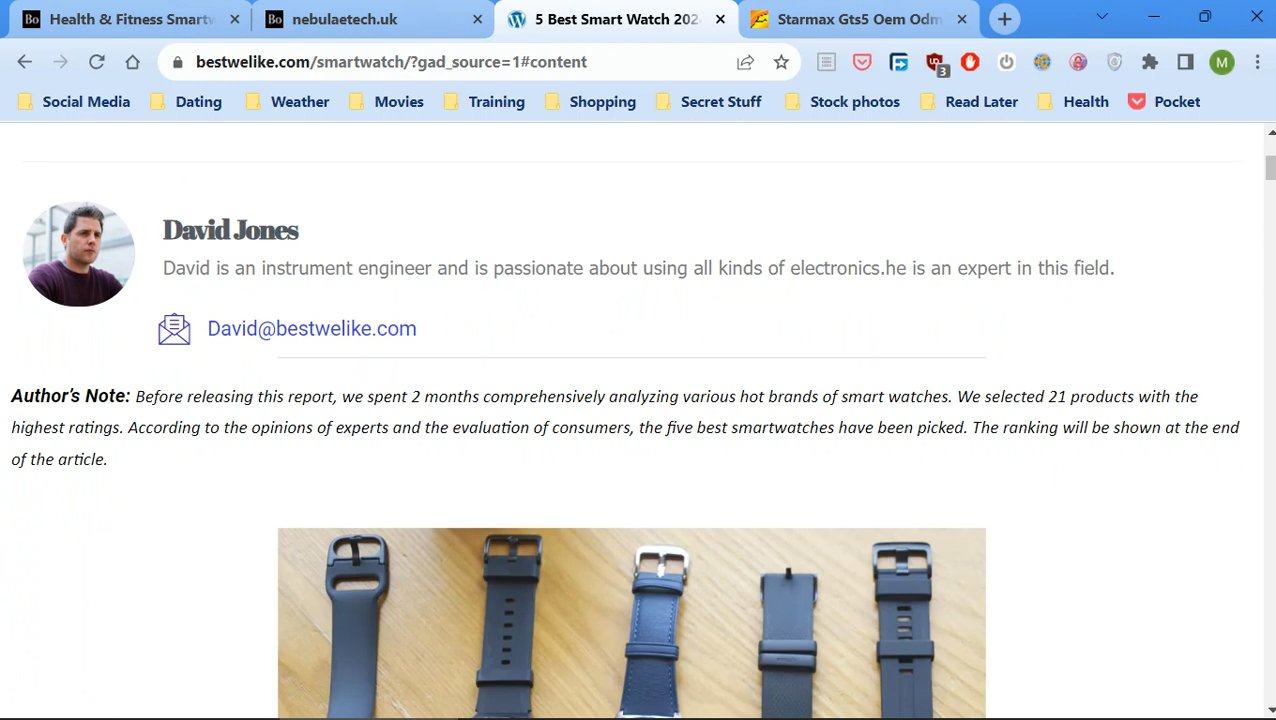 Health & Fitness Smartw
nebulaetech.uk
5 Best Smart Watch 202
Starmax Gts5 Oem Odm
bestwelike.com/smartwatch/?gad_source=1#content
3
M
Social Media
Dating
Weather
Movies
Training
Shopping
Secret Stuff
Stock photos
Read Later
Health
Pocket
David Jones
David is an instrument engineer and is passionate about using all kinds of electronics.he is an expert in this field.
David@bestwelike.com
Author's Note: Before releasing this report, we spent 2 months comprehensively analyzing various hot brands of smart watches. We selected 21 products with the
highest ratings. According to the opinions of experts and the evaluation of consumers, the five best smartwatches have been picked. The ranking will be shown at the end
of the article.